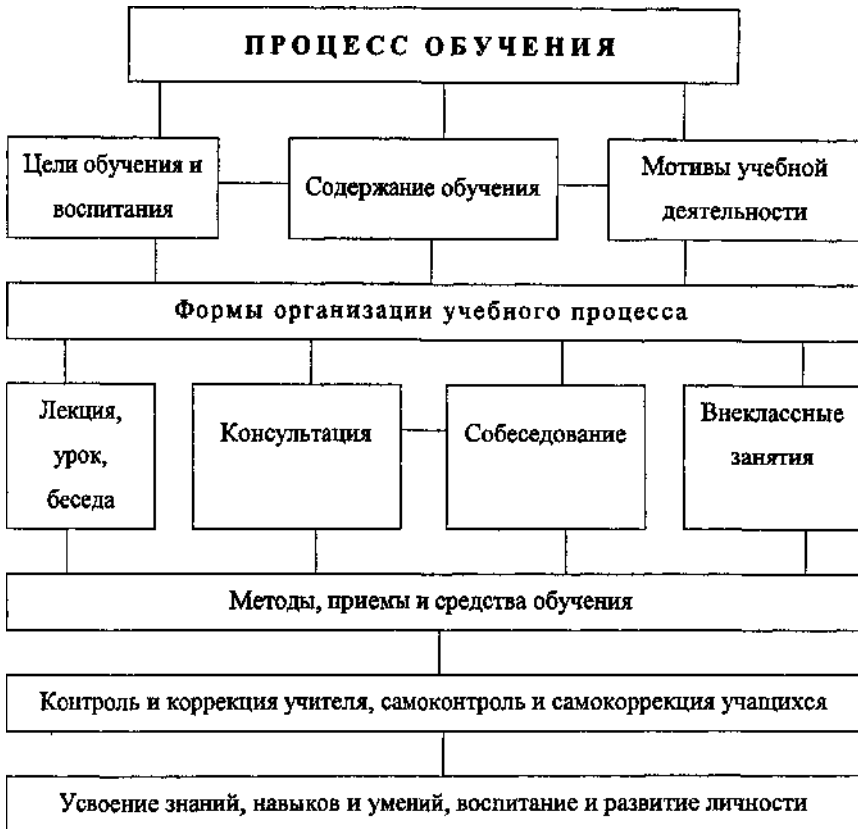 ПРОЦЕСС ОБУЧЕНИЯ
Цели обучения и
воспитания
Содержание обучения
Мотивы учебной
деятельности
Формы организации учебного процесса
Лекция,
урок,
беседа
Консультация
Собеседование
Внеклассные
занятия
Методы, приемы и средства обучения
Контроль и коррекция учителя, самоконтроль и самокоррекция учащихся
Усвоение знаний, навыков и умений, воспитание и развитие личности